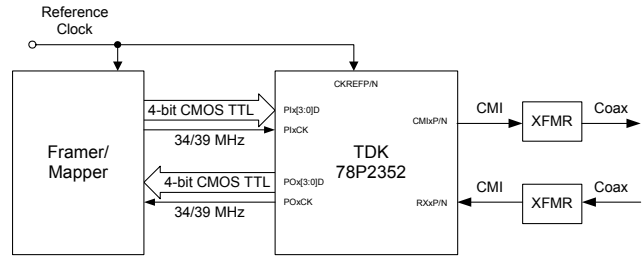 Reference
Clock
CKREFP/N
4-bit CMOS TTL
PIx[3:0]D
CMIxP/N
CMI
XFMR
Coax
PIxCK
34/39 MHz
Framer/
Mapper
TDK
78P2352
4-bit CMOS TTL
POx[3:0]D
POxCK
34/39 MHz
RXxP/N
CMI
XFMR
Coax